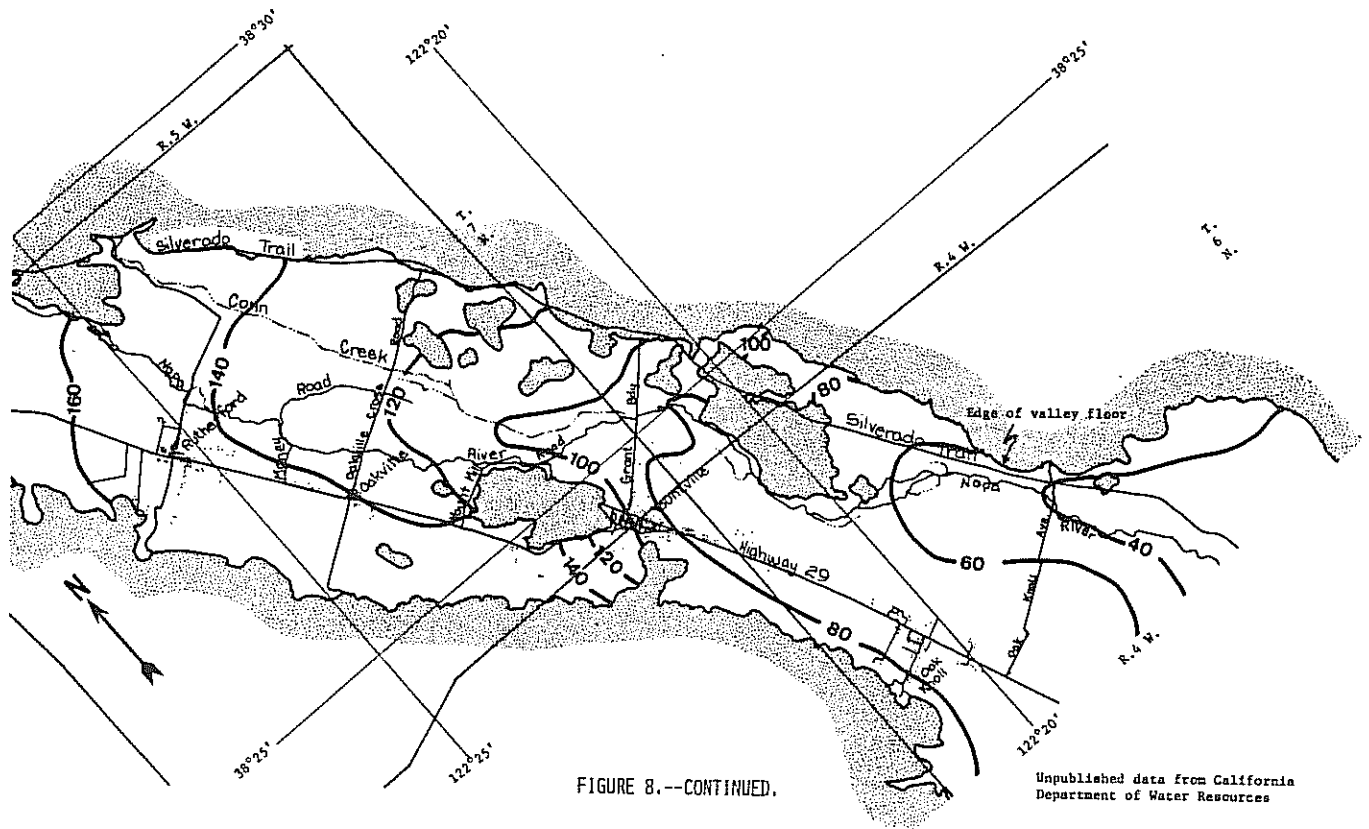 38°30'
122°20'
38°25'
R.5 W.
T.
7
N.
R.4 W.
T.
6
N.
Silverado Trail
Conn
Creek
Road
Napa
160
140
120
100
100
80
Silverado
Trail
Edge of valley floor
Rutherford
Road
Oakville Cross
Oakville
River
Road
Grant Bdy
Yountville
Napa
River
40
60
Highway 29
140
120
80
Oak
Knoll
Oak Knoll Ave
R.4 W.
N
38°25'
122°25'
122°20'
FIGURE 8.--CONTINUED.
Unpublished data from California
Department of Water Resources